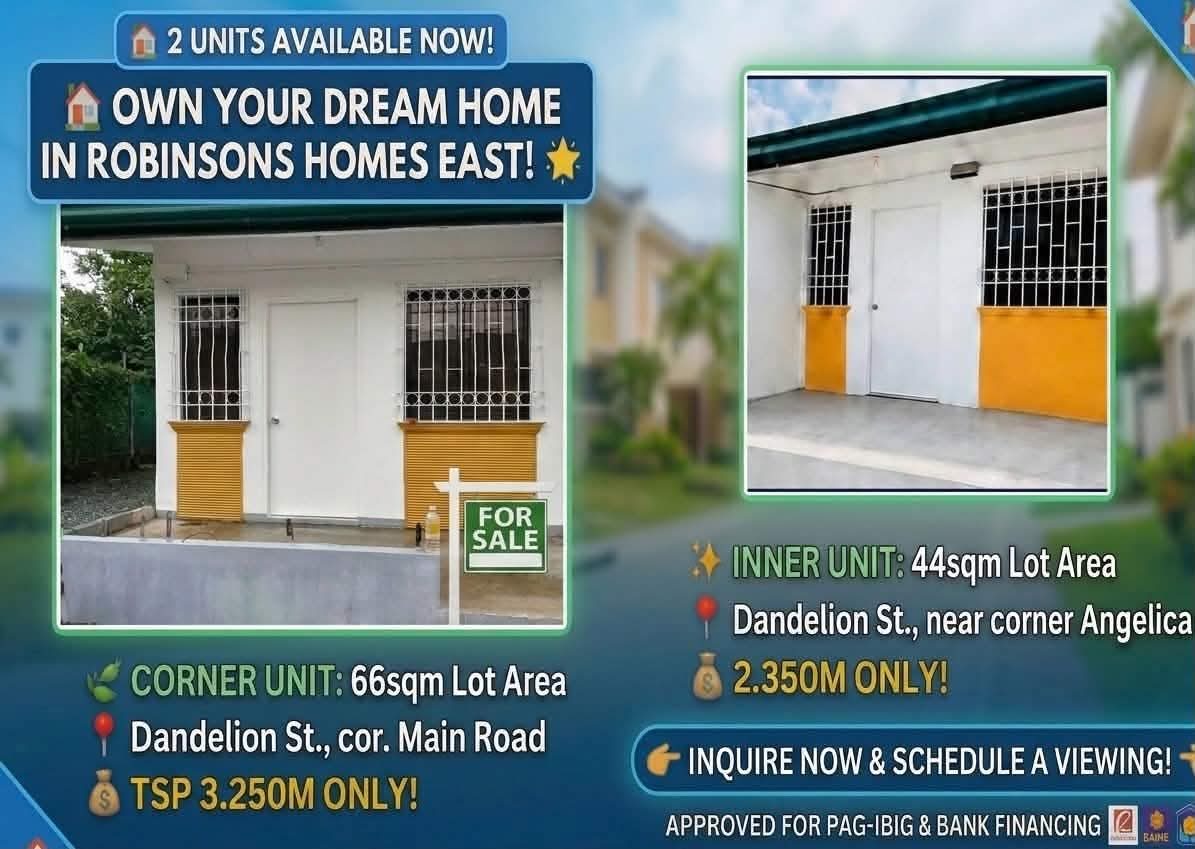 2 UNITS AVAILABLE NOW!
OWN YOUR DREAM HOME
IN ROBINSONS HOMES EAST!
FOR
SALE
CORNER UNIT: 66sqm Lot Area
Dandelion St., cor. Main Road
TSP 3.250M ONLY!
INNER UNIT: 44sqm Lot Area
Dandelion St., near corner Angelica
2.350M ONLY!
INQUIRE NOW & SCHEDULE A VIEWING!
APPROVED FOR PAG-IBIG & BANK FINANCING
BAINE